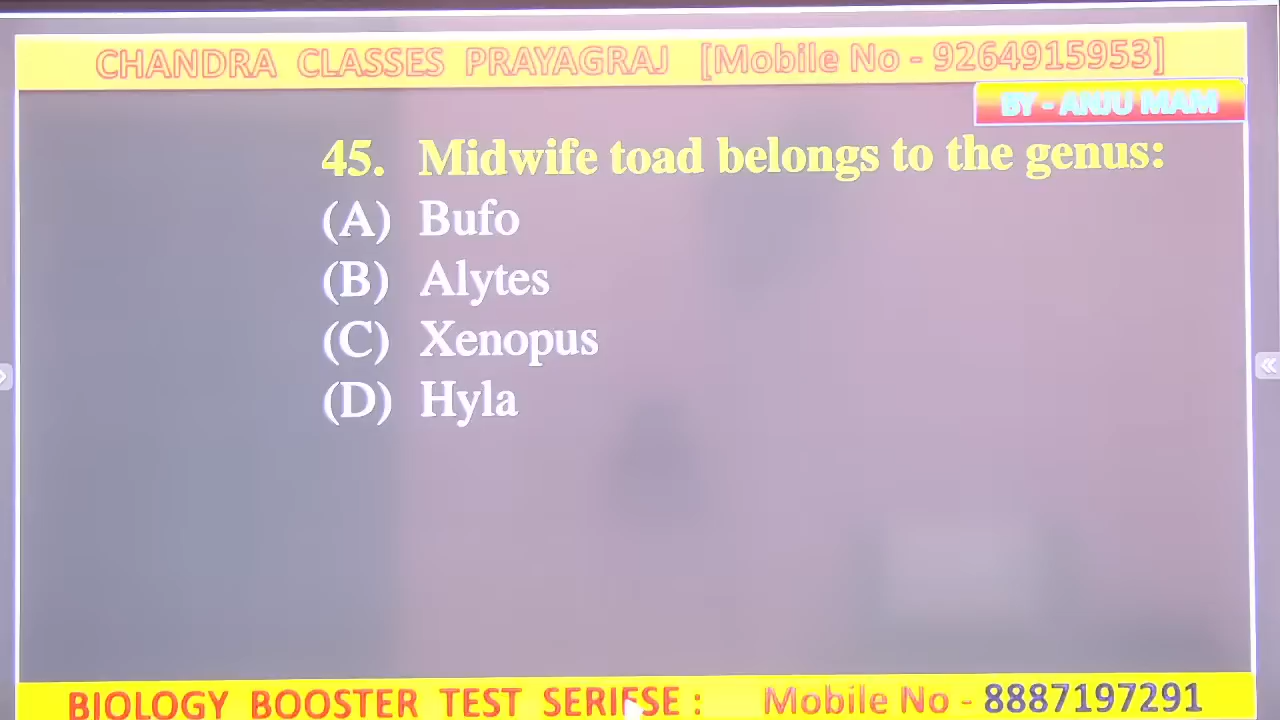 CHANDRA CLASSES PRAYAGRAJ [Mobile No - 9264915953]
BY - ANJU MAM
45. Midwife toad belongs to the genus:
(A) Bufo
(B) Alytes
(C) Xenopus
(D) Hyla
BIOLOGY BOOSTER TEST SERIESE : Mobile No - 8887197291